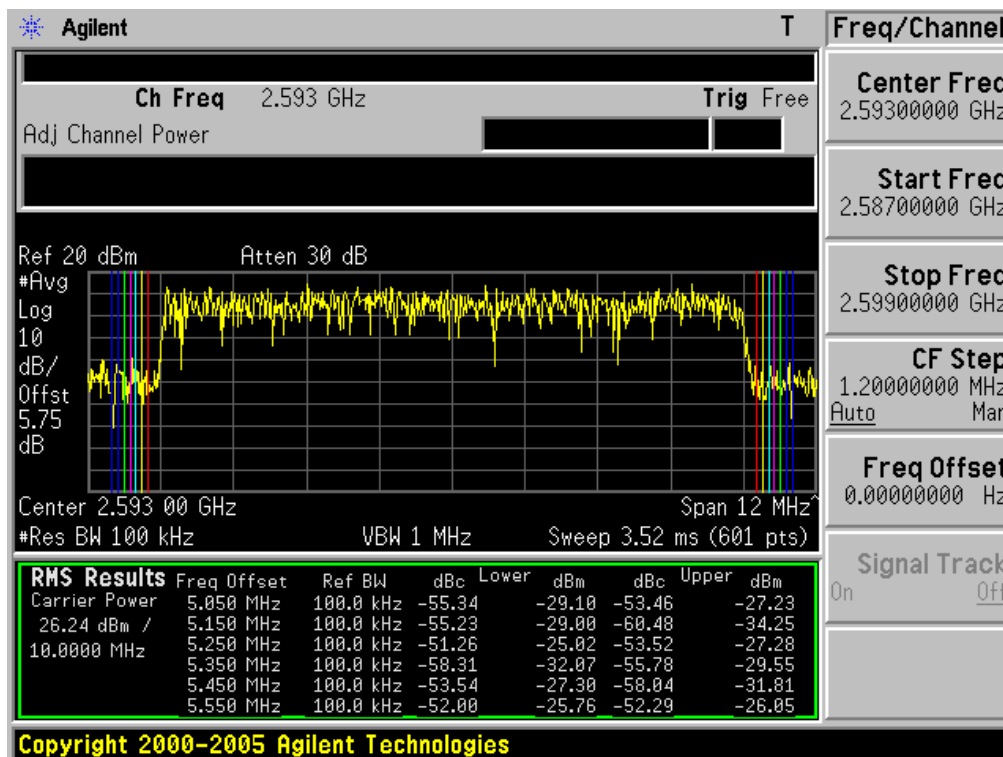 Agilent T
Freq/Channel
Ch Freq 2.593 GHz Trig Free
Adj Channel Power
Center Freq
2.59300000 GHz
Start Freq
2.58700000 GHz
Stop Freq
2.59900000 GHz
CF Step
1.20000000 MHz
Auto Man
Freq Offset
0.00000000 Hz
Signal Track
On Off
Ref 20 dBm Atten 30 dB
#Avg
Log
10
dB/
Offst
5.75
dB
Center 2.593 00 GHz Span 12 MHz^
#Res BW 100 kHz VBW 1 MHz Sweep 3.52 ms (601 pts)
RMS Results Freq Offset Ref BW dBc Lower dBm dBc Upper dBm
Carrier Power 5.050 MHz 100.0 kHz -55.34 -29.10 -53.46 -27.23
26.24 dBm / 5.150 MHz 100.0 kHz -55.23 -29.00 -60.48 -34.25
10.0000 MHz 5.250 MHz 100.0 kHz -51.26 -25.02 -53.52 -27.28
5.350 MHz 100.0 kHz -58.31 -32.07 -55.78 -29.55
5.450 MHz 100.0 kHz -53.54 -27.30 -58.04 -31.81
5.550 MHz 100.0 kHz -52.00 -25.76 -52.29 -26.05
Copyright 2000-2005 Agilent Technologies